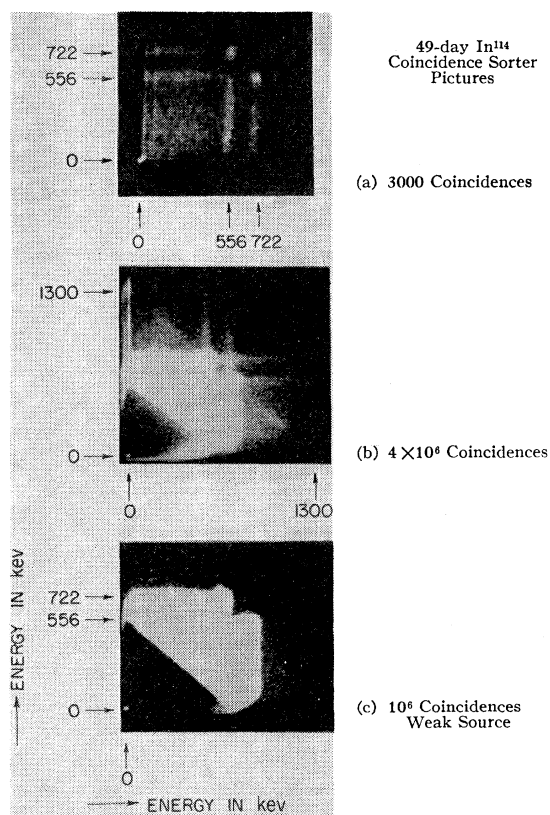 49-day In¹¹⁴
Coincidence Sorter
Pictures
722
556
0
(a) 3000 Coincidences
0 556 722
1300
0
(b) 4 ×10⁶ Coincidences
0 1300
722
556
0
(c) 10⁶ Coincidences
Weak Source
0
ENERGY IN kev
ENERGY IN kev